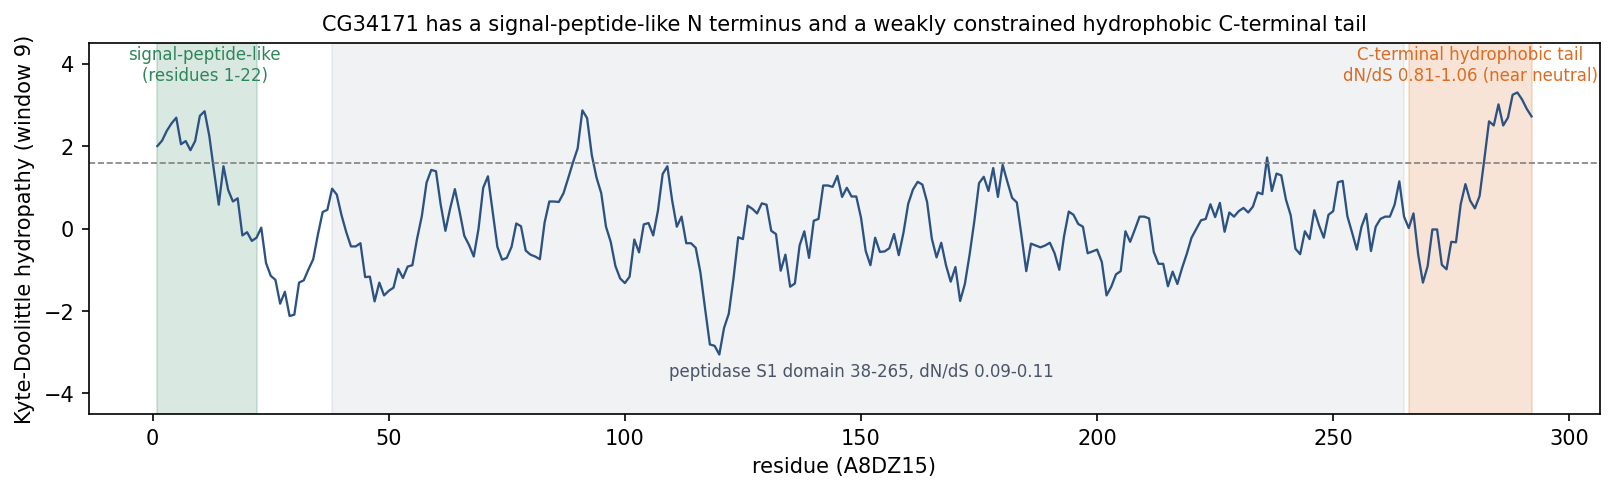 CG34171 has a signal-peptide-like N terminus and a weakly constrained hydrophobic C-terminal tail
signal-peptide-like
(residues 1-22)
C-terminal hydrophobic tail
dN/dS 0.81-1.06 (near neutral)
peptidase S1 domain 38-265, dN/dS 0.09-0.11
Kyte-Doolittle hydropathy (window 9)
4
2
0
−2
−4
0
50
100
150
200
250
300
residue (A8DZ15)